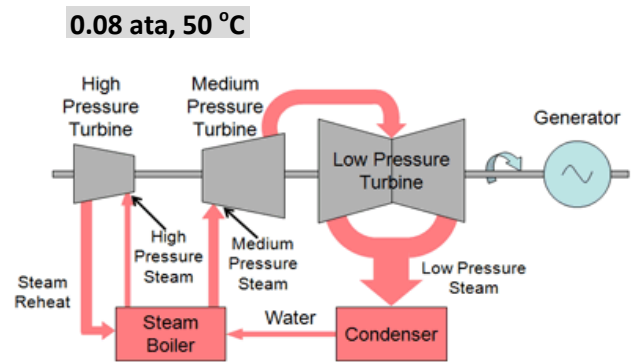 0.08 ata, 50 °C
High
Pressure
Turbine
Medium
Pressure
Turbine
Generator
Low Pressure
Turbine
High
Pressure
Steam
Medium
Pressure
Steam
Low Pressure
Steam
Steam
Reheat
Steam
Boiler
Water
Condenser